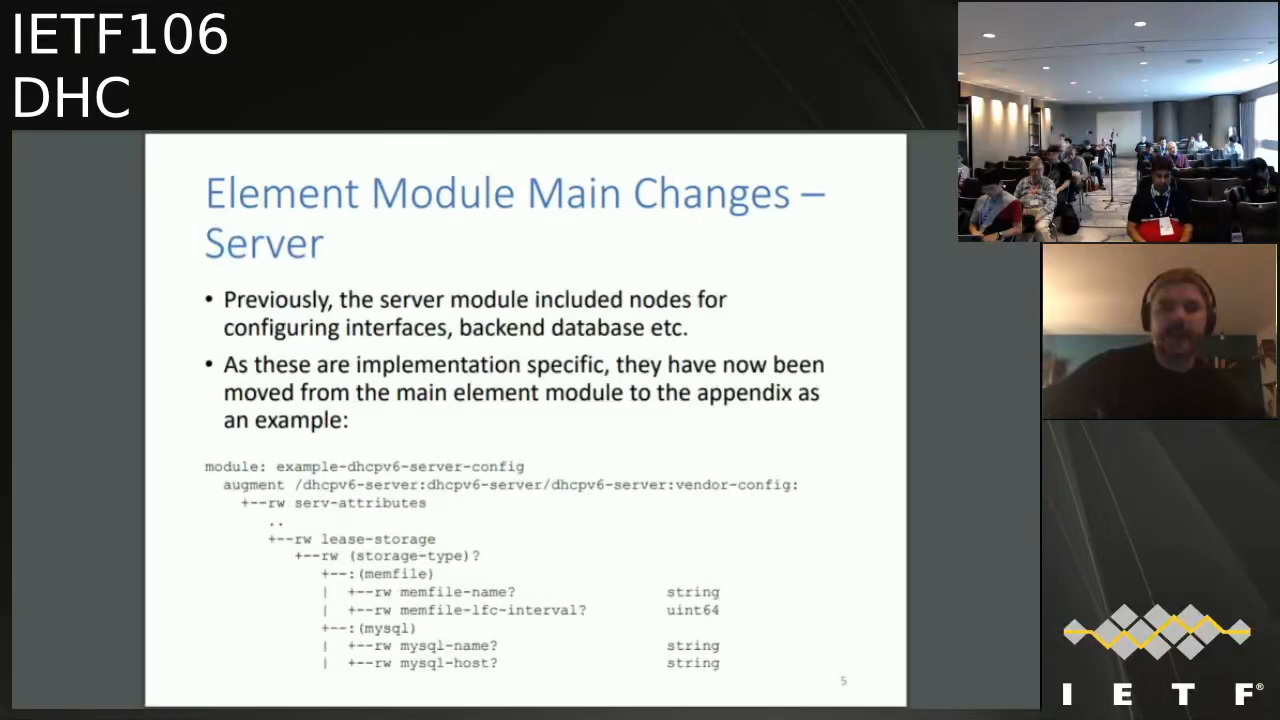 IETF106
DHC
Element Module Main Changes –
Server
• Previously, the server module included nodes for
configuring interfaces, backend database etc.
• As these are implementation specific, they have now been
moved from the main element module to the appendix as
an example:
module: example-dhcpv6-server-config
augment /dhcpv6-server:dhcpv6-server/dhcpv6-server:vendor-config:
+--rw serv-attributes
..
+--rw lease-storage
+--rw (storage-type)?
+--:(memfile)
| +--rw memfile-name? string
| +--rw memfile-lfc-interval? uint64
+--:(mysql)
| +--rw mysql-name? string
| +--rw mysql-host? string
5
I E T F®